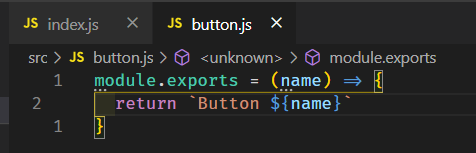 JS index.js JS button.js ×
src > JS button.js > <unknown> > module.exports
1 module.exports = (name) => {
2 return `Button ${name}`
1 }